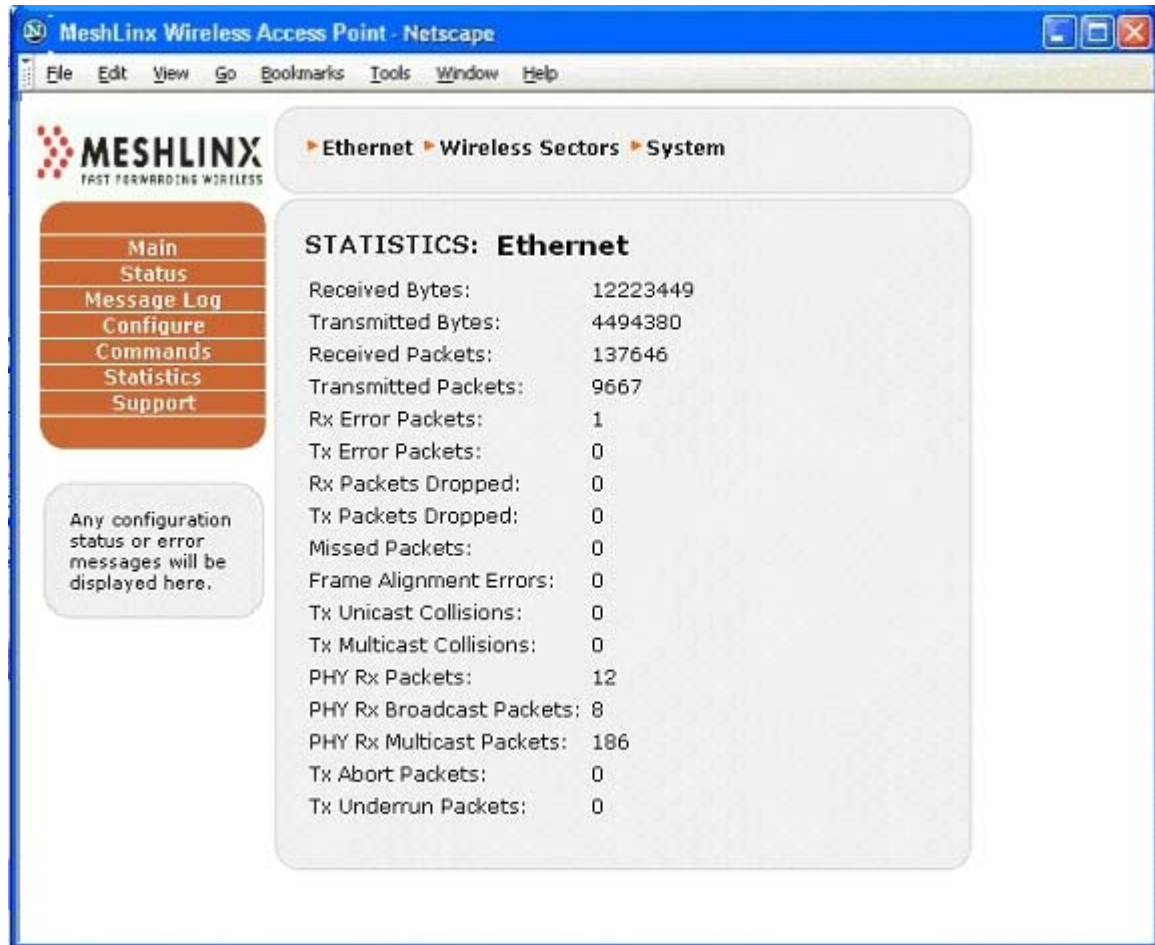 MeshLinx Wireless Access Point - Netscape
File Edit View Go Bookmarks Tools Window Help
MESHLINX
FAST FORWARDING WIRELESS
Ethernet Wireless Sectors System
Main
Status
Message Log
Configure
Commands
Statistics
Support
Any configuration
status or error
messages will be
displayed here.
STATISTICS: Ethernet
Received Bytes: 12223449
Transmitted Bytes: 4494380
Received Packets: 137646
Transmitted Packets: 9667
Rx Error Packets: 1
Tx Error Packets: 0
Rx Packets Dropped: 0
Tx Packets Dropped: 0
Missed Packets: 0
Frame Alignment Errors: 0
Tx Unicast Collisions: 0
Tx Multicast Collisions: 0
PHY Rx Packets: 12
PHY Rx Broadcast Packets: 8
PHY Rx Multicast Packets: 186
Tx Abort Packets: 0
Tx Underrun Packets: 0